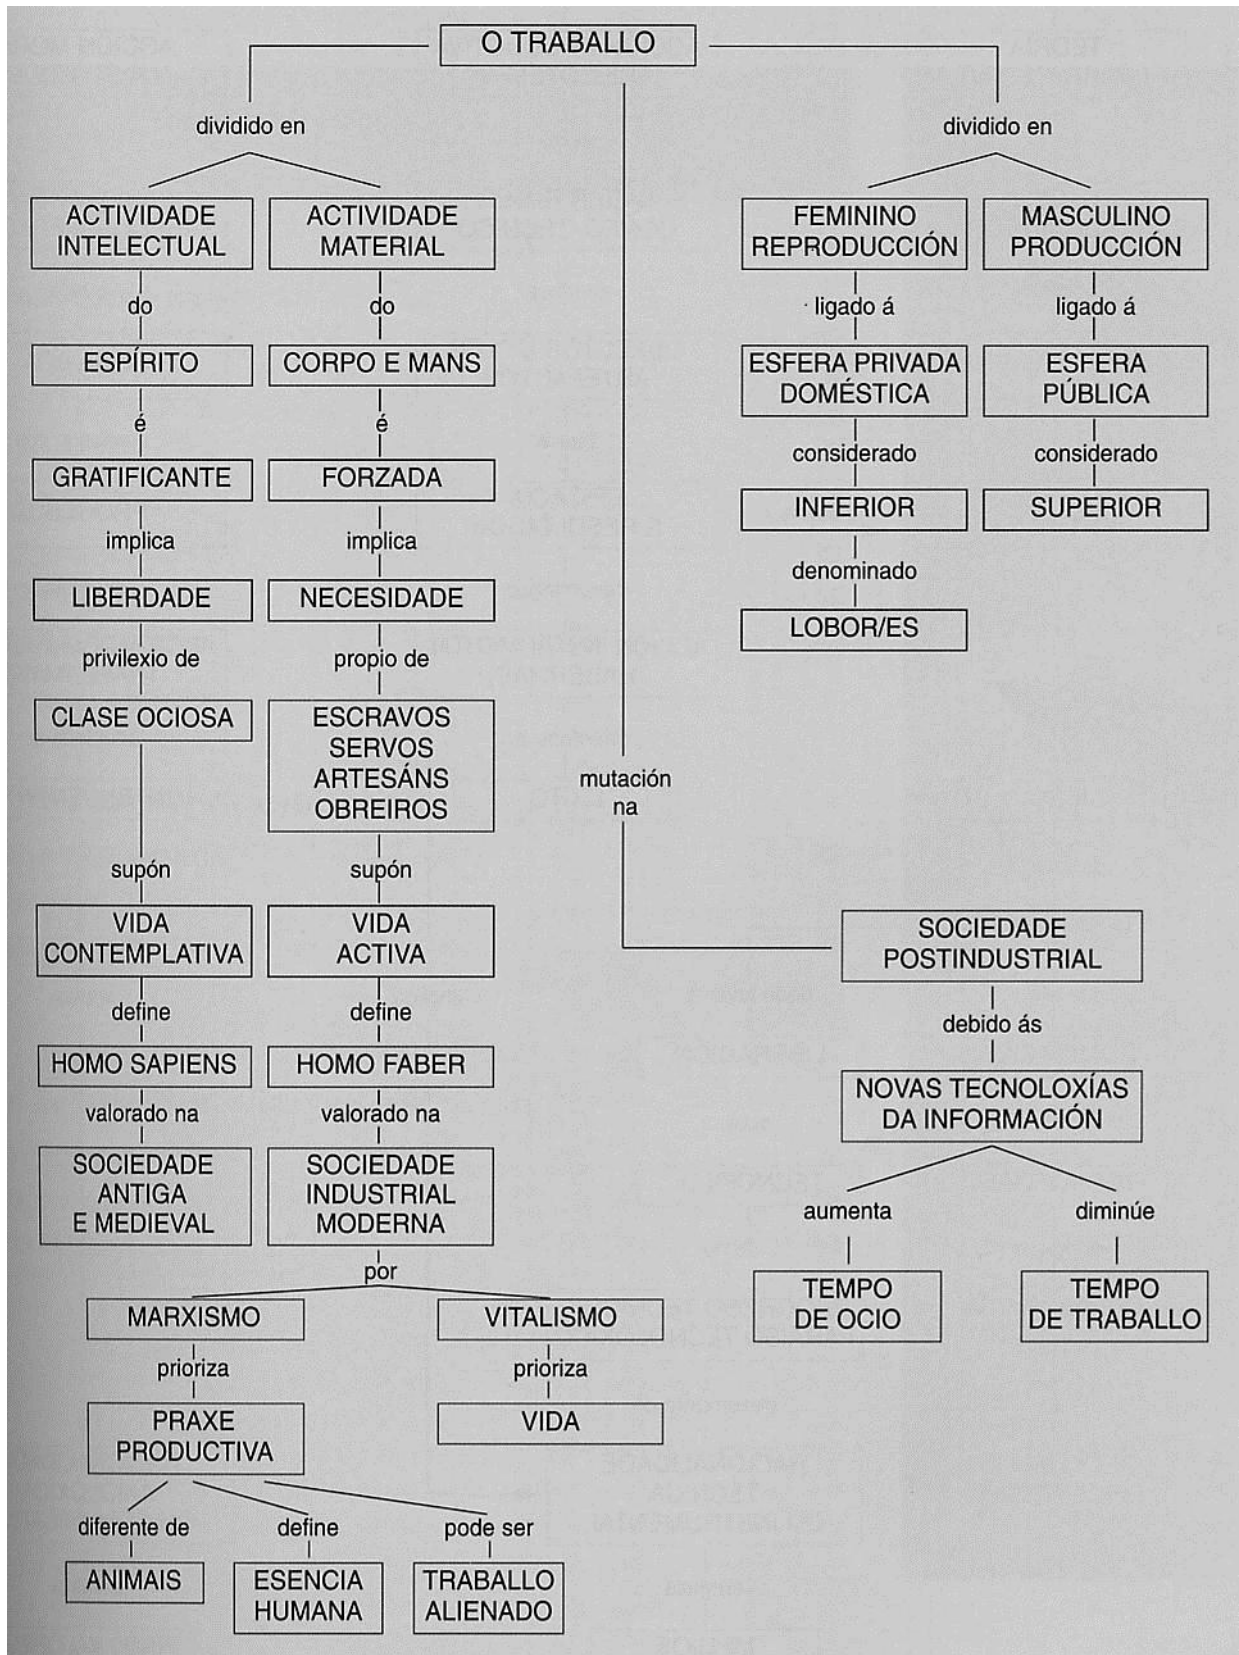 O TRABALLO
dividido en
dividido en
ACTIVIDADE
INTELECTUAL
ACTIVIDADE
MATERIAL
FEMININO
REPRODUCCIÓN
MASCULINO
PRODUCCIÓN
do
do
ligado á
ligado á
ESPÍRITO
CORPO E MANS
ESFERA PRIVADA
DOMÉSTICA
ESFERA
PÚBLICA
é
é
considerado
considerado
GRATIFICANTE
FORZADA
INFERIOR
SUPERIOR
implica
implica
denominado
LIBERDADE
NECESIDADE
LOBOR/ES
privilexio de
propio de
CLASE OCIOSA
ESCRAVOS
SERVOS
ARTESÁNS
OBREIROS
mutación
na
supón
supón
VIDA
CONTEMPLATIVA
VIDA
ACTIVA
SOCIEDADE
POSTINDUSTRIAL
define
define
debido ás
HOMO SAPIENS
HOMO FABER
NOVAS TECNOLOXÍAS
DA INFORMACIÓN
valorado na
valorado na
SOCIEDADE
ANTIGA
E MEDIEVAL
SOCIEDADE
INDUSTRIAL
MODERNA
aumenta
diminúe
por
TEMPO
DE OCIO
TEMPO
DE TRABALLO
MARXISMO
VITALISMO
prioriza
prioriza
PRAXE
PRODUCTIVA
VIDA
diferente de
define
pode ser
ANIMAIS
ESENCIA
HUMANA
TRABALLO
ALIENADO